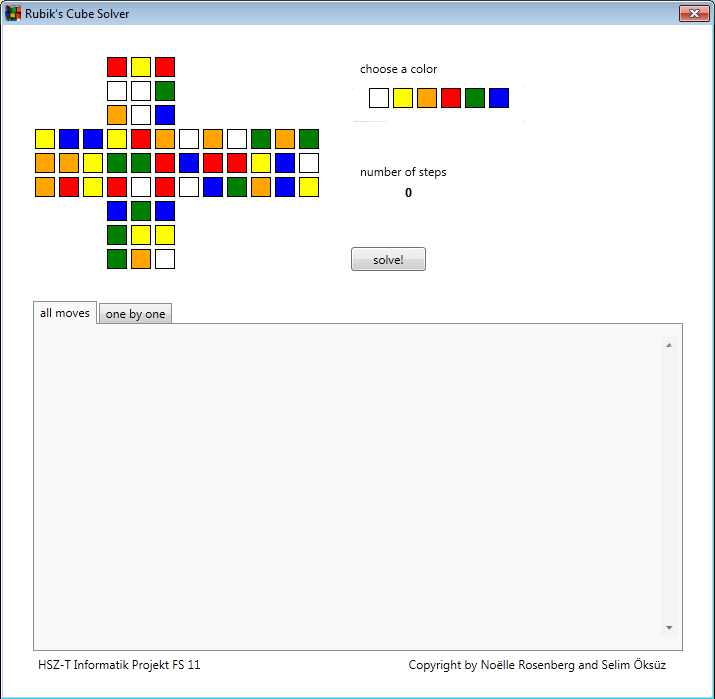 Rubik's Cube Solver
choose a color
number of steps
0
solve!
all moves
one by one
HSZ-T Informatik Projekt FS 11
Copyright by Noëlle Rosenberg and Selim Öksüz